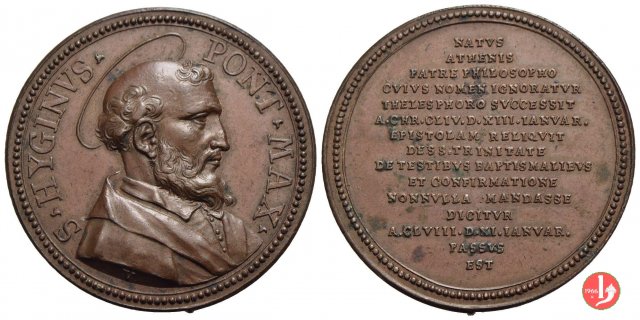 S·HYGINVS· PONT·MAX·
NATVS
ATHENIS
PATRE PHILOSOPHO
CVIVS NOMEN IGNORATVR
THELESPHORO SVCCESSIT
A.CHR.CLIV.D.XIII.IANVAR.
EPISTOLAM RELIQVIT
DE SS.TRINITATE
DE TESTIBVS BAPTISMALIBVS
ET CONFIRMATIONE
NONNVLLA MANDASSE
DICITVR
A.CLVIII.D.XI.IANVAR.
PASSVS
EST
1966